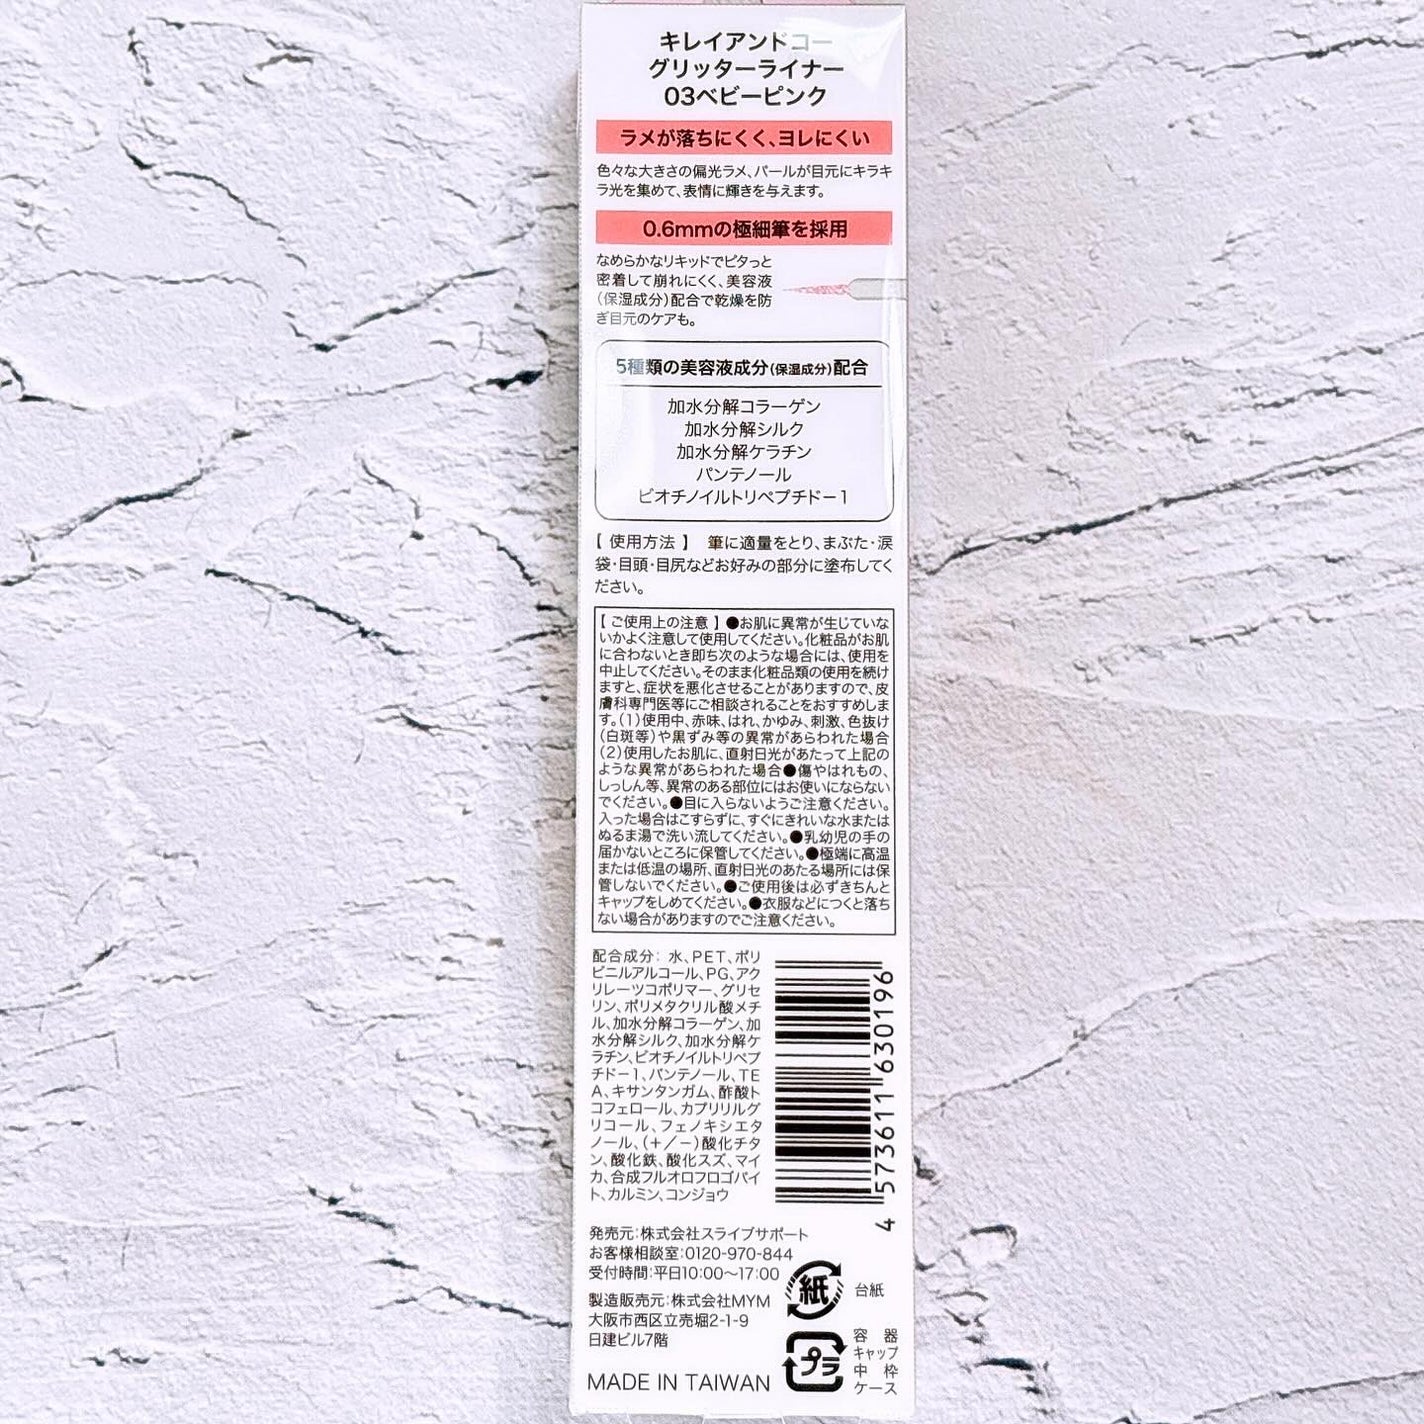 キレイアンドコー
グリッターライナー
03ベビーピンク
ラメが落ちにくく、ヨレにくい
色々な大きさの偏光ラメ、パールが目元にキラキ
ラ光を集めて、表情に輝きを与えます。
0.6mmの極細筆を採用
なめらかなリキッドでピタっと
密着して崩れにくく、美容液
(保湿成分)配合で乾燥を防
ぎ目元のケアも。
5種類の美容液成分(保湿成分)配合
加水分解コラーゲン
加水分解シルク
加水分解ケラチン
パンテノール
ビオチノイルトリペプチド－1
【 使用方法 】 筆に適量をとり、まぶた・涙
袋・目頭・目尻などお好みの部分に塗布してく
ださい。
【 ご使用上の注意 】●お肌に異常が生じていな
いかよく注意して使用してください。化粧品がお肌
に合わないとき即ち次のような場合には、使用を
中止してください。そのまま化粧品類の使用を続け
ますと、症状を悪化させることがありますので、皮
膚科専門医等にご相談されることをおすすめしま
す。(1)使用中、赤味、はれ、かゆみ、刺激、色抜け
(白斑等)や黒ずみ等の異常があらわれた場合
(2)使用したお肌に、直射日光があたって上記の
ような異常があらわれた場合●傷やはれもの、
しっしん等、異常のある部位にはお使いにならない
でください。●目に入らないようご注意ください。
入った場合はこすらずに、すぐにきれいな水または
ぬるま湯で洗い流してください。●乳幼児の手の
届かないところに保管してください。●極端に高温
または低温の場所、直射日光のあたる場所には保
管しないでください。●ご使用後は必ずきちんと
キャップをしめてください。●衣服などにつくと落ち
ない場合がありますのでご注意ください。
配合成分：水、PET、ポリ
ビニルアルコール、PG、アク
リレーツコポリマー、グリセ
リン、ポリメタクリル酸メチ
ル、加水分解コラーゲン、加
水分解シルク、加水分解ケ
ラチン、ビオチノイルトリペプ
チド－1、パンテノール、TE
A、キサンタンガム、酢酸ト
コフェロール、カプリリルグ
リコール、フェノキシエタ
ノール、(＋／－)酸化チタ
ン、酸化鉄、酸化スズ、マイ
カ、合成フルオロフロゴパイ
ト、カルミン、コンジョウ
4 573611 630196
発売元：株式会社スライブサポート
お客様相談室：0120-970-844
受付時間：平日10:00～17:00
製造販売元：株式会社MYM
大阪市西区立売堀2-1-9
日建ビル7階
MADE IN TAIWAN
紙
台紙
プラ
容器
キャップ
中枠
ケース